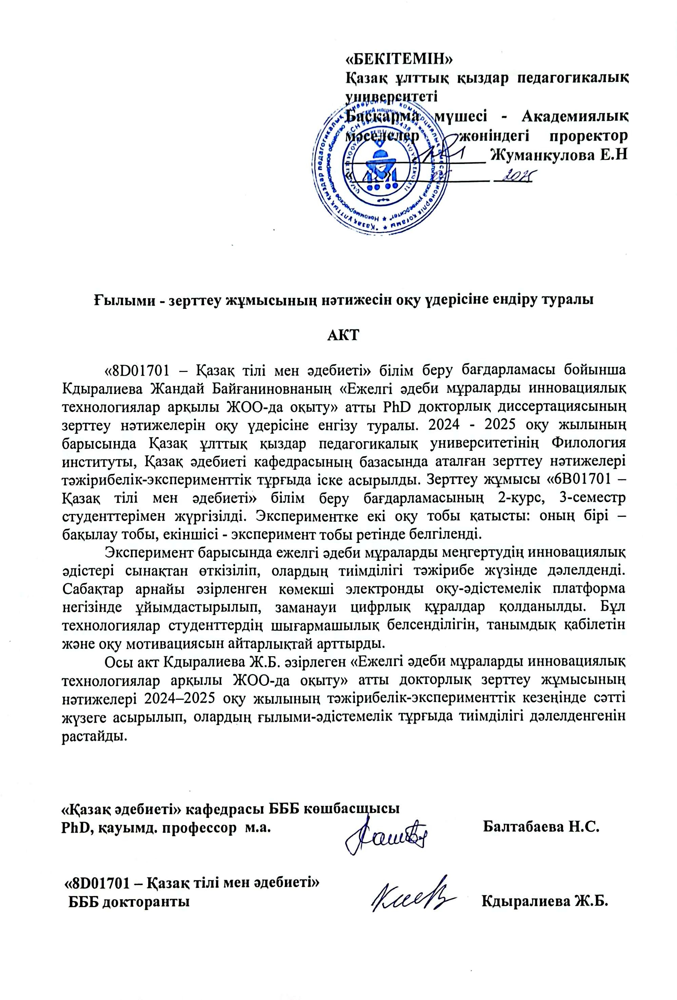 «БЕКІТЕМІН»
Қазақ ұлттық қыздар педагогикалық
университеті
Басқарма мүшесі - Академиялық
мәселелер жөніндегі проректор
Жуманкулова Е.Н
« » 2025
Ғылыми - зерттеу жұмысының нәтижесін оқу үдерісіне ендіру туралы
АКТ
«8D01701 – Қазақ тілі мен әдебиеті» білім беру бағдарламасы бойынша
Кдыралиева Жандай Байғаниновнаның «Ежелгі әдеби мұраларды инновациялық
технологиялар арқылы ЖОО-да оқыту» атты PhD докторлық диссертациясының
зерттеу нәтижелерін оқу үдерісіне енгізу туралы. 2024 - 2025 оқу жылының
барысында Қазақ ұлттық қыздар педагогикалық университетінің Филология
институты, Қазақ әдебиеті кафедрасының базасында аталған зерттеу нәтижелері
тәжірибелік-эксперименттік тұрғыда іске асырылды. Зерттеу жұмысы «6В01701 –
Қазақ тілі мен әдебиеті» білім беру бағдарламасының 2-курс, 3-семестр
студенттерімен жүргізілді. Экспериментке екі оқу тобы қатысты: оның бірі –
бақылау тобы, екіншісі - эксперимент тобы ретінде белгіленді.
Эксперимент барысында ежелгі әдеби мұраларды меңгертудің инновациялық
әдістері сынақтан өткізіліп, олардың тиімділігі тәжірибе жүзінде дәлелденді.
Сабақтар арнайы әзірленген көмекші электронды оқу-әдістемелік платформа
негізінде ұйымдастырылып, заманауи цифрлық құралдар қолданылды. Бұл
технологиялар студенттердің шығармашылық белсенділігін, танымдық қабілетін
және оқу мотивациясын айтарлықтай арттырды.
Осы акт Кдыралиева Ж.Б. әзірлеген «Ежелгі әдеби мұраларды инновациялық
технологиялар арқылы ЖОО-да оқыту» атты докторлық зерттеу жұмысының
нәтижелері 2024–2025 оқу жылының тәжірибелік-эксперименттік кезеңінде сәтті
жүзеге асырылып, олардың ғылыми-әдістемелік тұрғыда тиімділігі дәлелденгенін
растайды.
«Қазақ әдебиеті» кафедрасы БББ көшбасшысы
PhD, қауымд. профессор м.а. Балтабаева Н.С.
«8D01701 – Қазақ тілі мен әдебиеті»
БББ докторанты Кдыралиева Ж.Б.